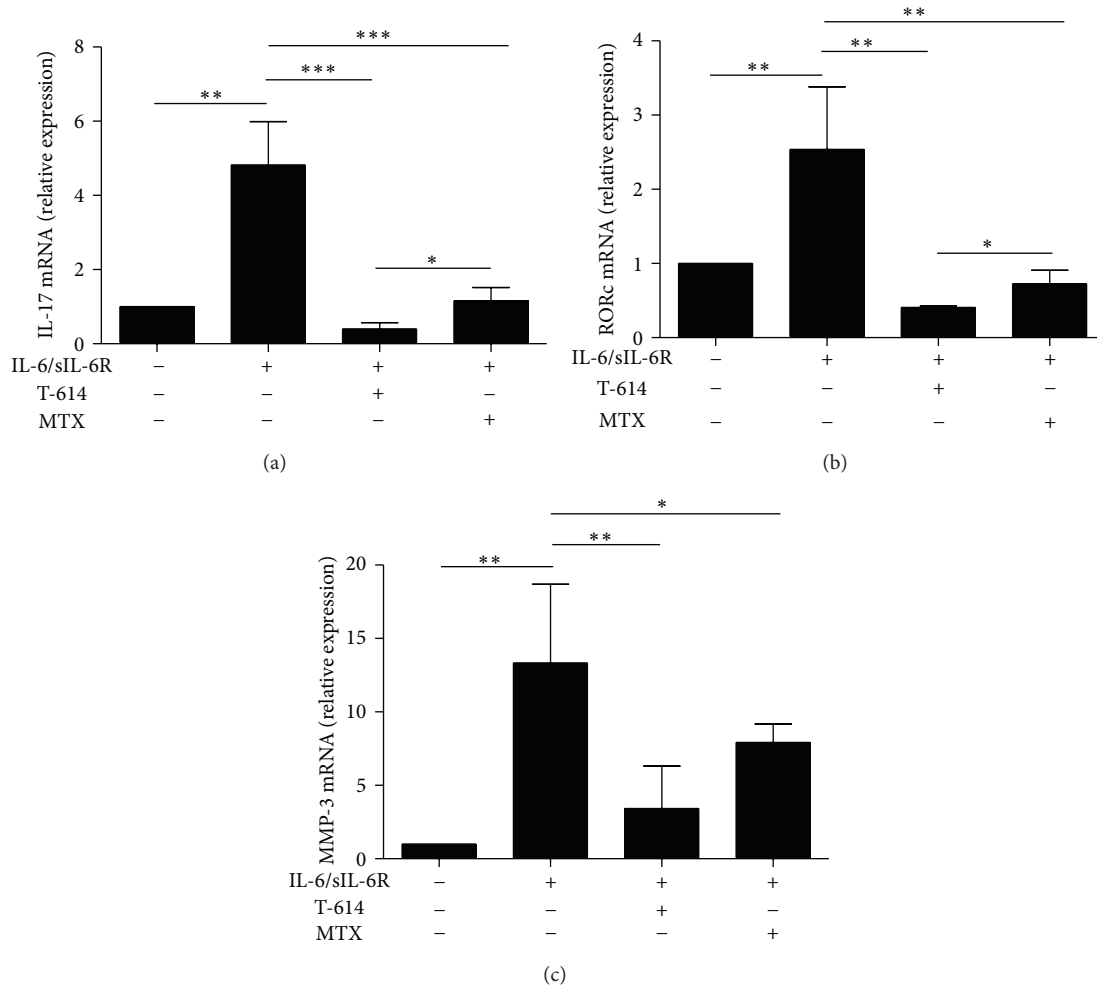 ***
***
**
*
8
6
4
2
0
IL-17 mRNA (relative expression)
IL-6/sIL-6R − + + +
T-614 − − + −
MTX − − − +
(a)
**
**
**
*
4
3
2
1
0
RORc mRNA (relative expression)
IL-6/sIL-6R − + + +
T-614 − − + −
MTX − − − +
(b)
*
**
**
20
15
10
5
0
MMP-3 mRNA (relative expression)
IL-6/sIL-6R − + + +
T-614 − − + −
MTX − − − +
(c)